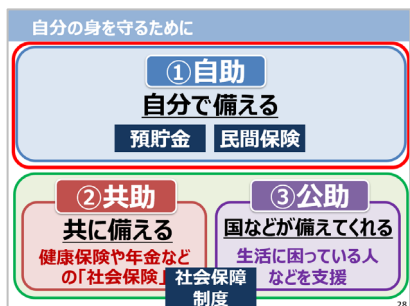 自分の身を守るために
①自助
自分で備える
預貯金 民間保険
②共助
共に備える
健康保険や年金など
の「社会保険」
③公助
国などが備えてくれる
生活に困っている人
などを支援
社会保障
制度
28